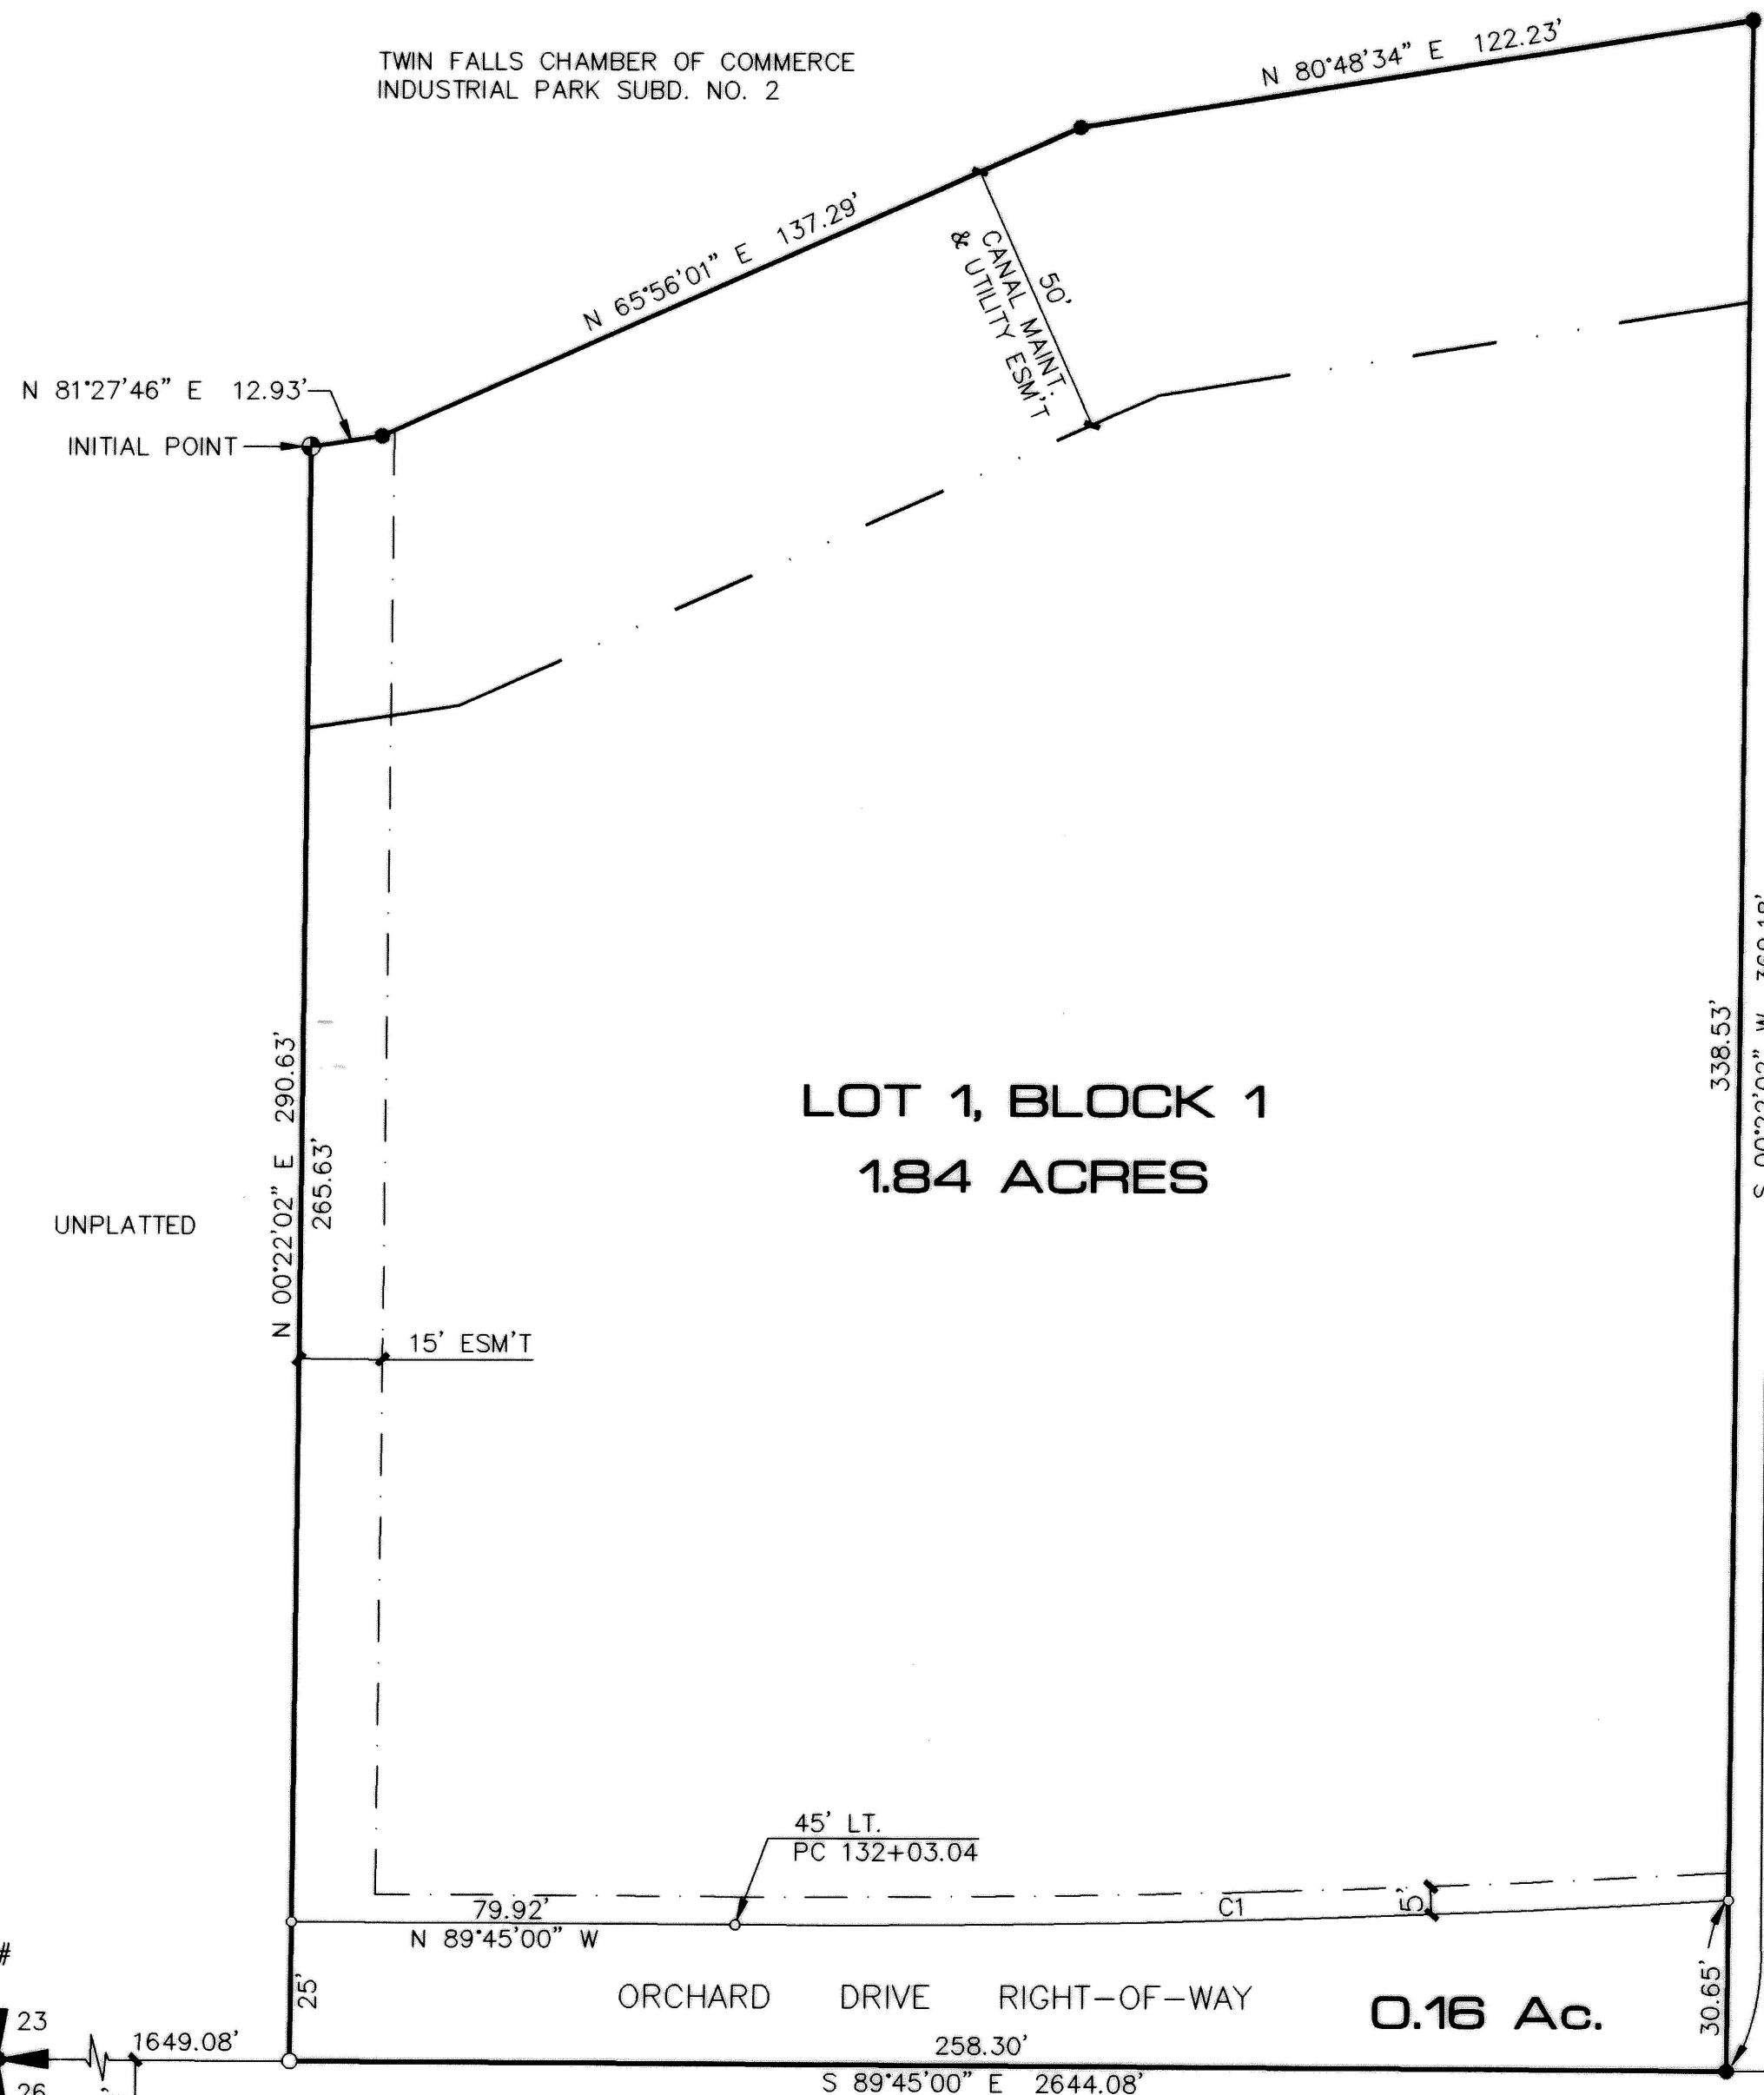 TWIN FALLS CHAMBER OF COMMERCE
INDUSTRIAL PARK SUBD. NO. 2
N 80°48'34" E 122.23'
N 65°56'01" E 137.29'
50'
CANAL MAINT.
& UTILITY ESM'T
N 81°27'46" E 12.93'
INITIAL POINT
N 00°22'02" E 290.63'
265.63'
338.53'
LOT 1, BLOCK 1
1.84 ACRES
UNPLATTED
15' ESM'T
45' LT.
PC 132+03.04
79.92'
N 89°45'00" W
C1
5'
25'
ORCHARD DRIVE RIGHT-OF-WAY
0.16 Ac.
30.65'
#
23
1649.08'
258.30'
S 89°45'00" E 2644.08'
26